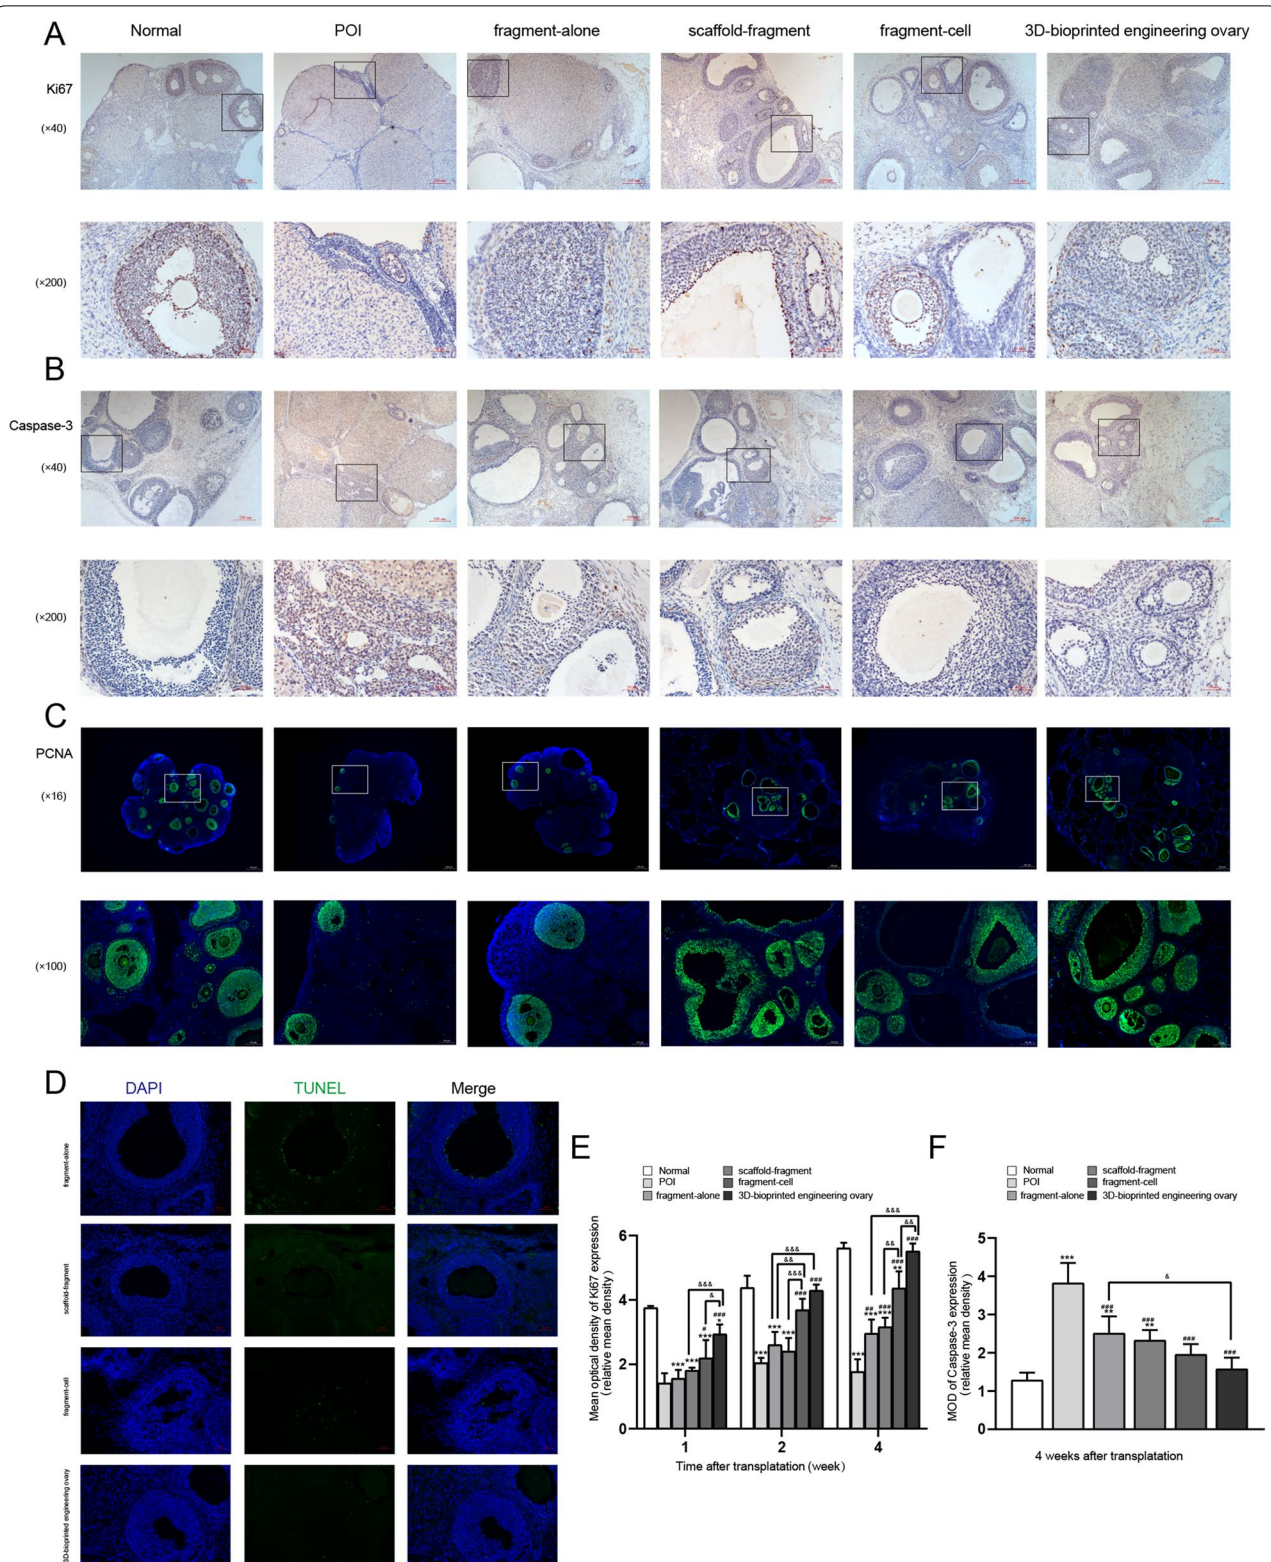 A
Normal POI fragment-alone scaffold-fragment fragment-cell 3D-bioprinted engineering ovary
Ki67
(×40)
(×200)
B
Caspase-3
(×40)
(×200)
C
PCNA
(×16)
(×100)
D
DAPI TUNEL Merge
fragment-alone
scaffold-fragment
fragment-cell
3D-bioprinted engineering ovary
E
Normal scaffold-fragment
POI fragment-cell
fragment-alone 3D-bioprinted engineering ovary
Mean optical density of Ki67 expression
(relative mean density)
6
4
2
0
***
***
#
***
&
&&&
###
*
***
***
***
&&&
###
&&
&&&
###
***
##
***
###
***
&&
###
**
&&
&&&
###
1 2 4
Time after transplatation (week)
F
Normal scaffold-fragment
POI fragment-cell
fragment-alone 3D-bioprinted engineering ovary
MOD of Caspase-3 expression
(relative mean density)
5
4
3
2
1
0
***
###
**
###
**
###
&
###
4 weeks after transplatation